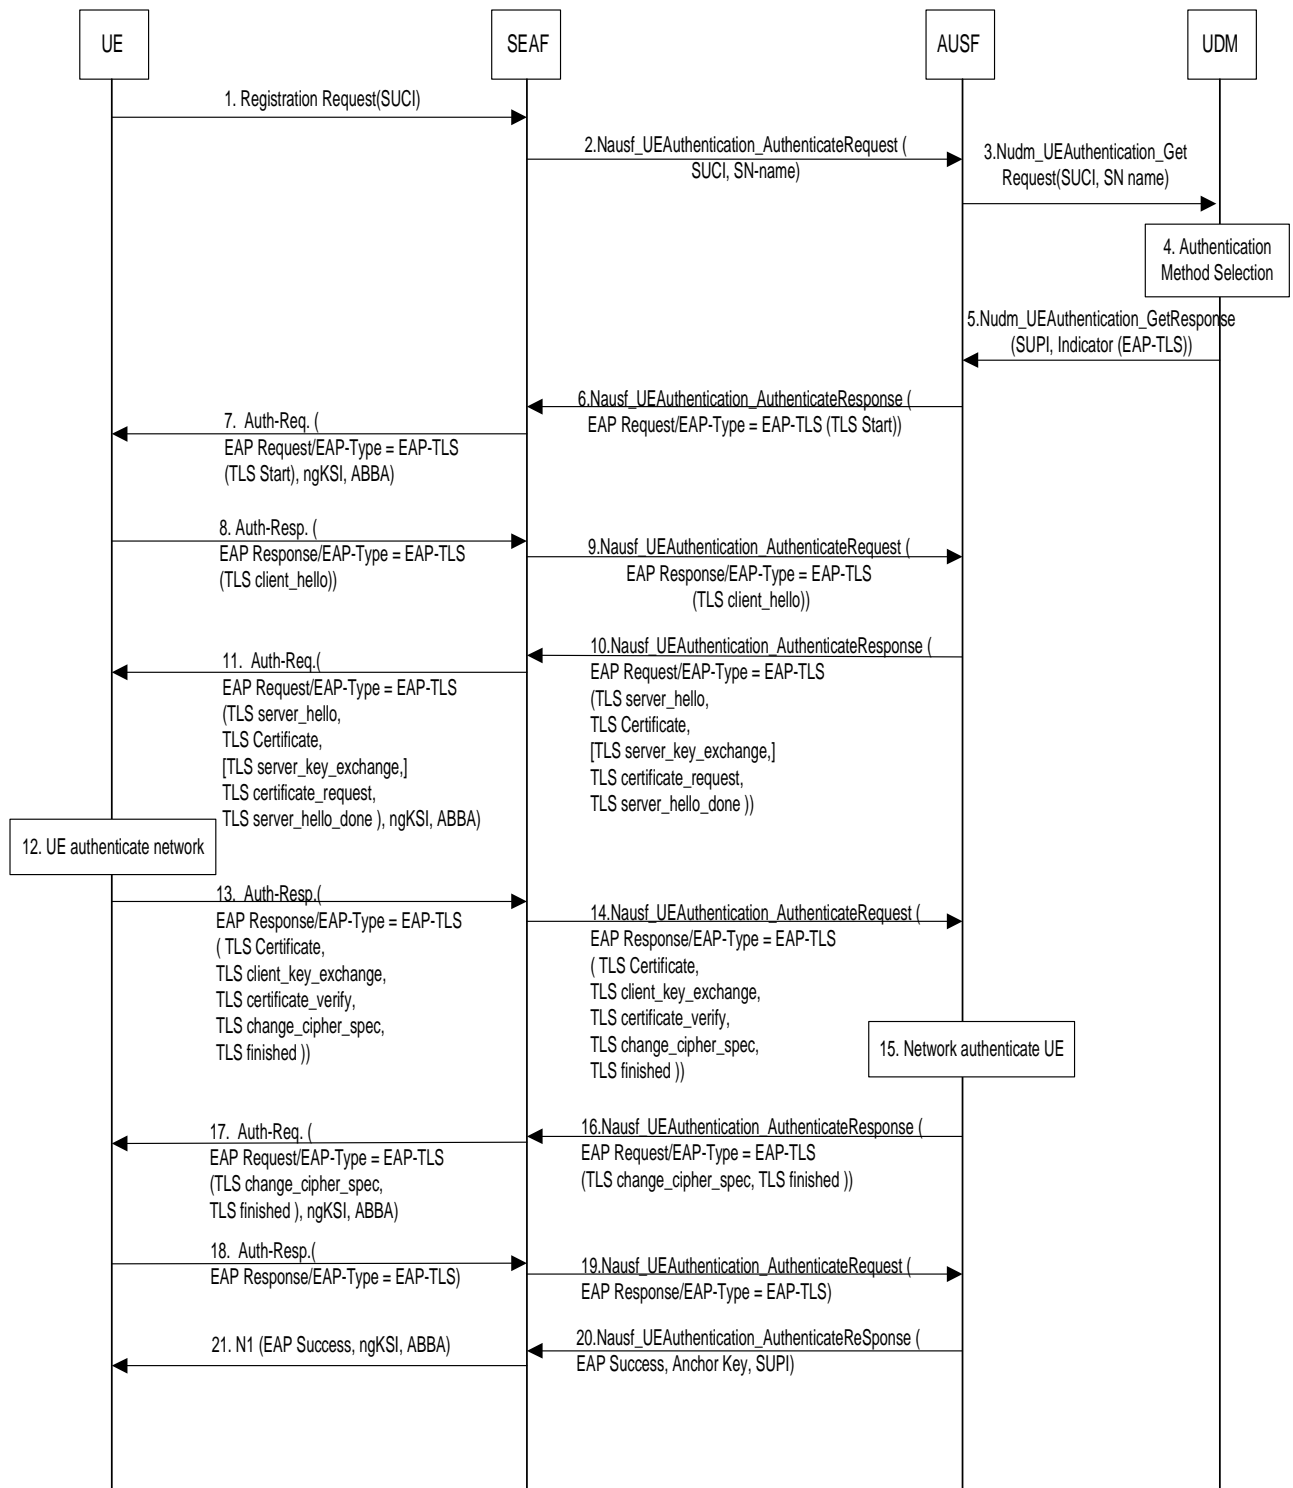 UE
SEAF
AUSF
UDM
1. Registration Request(SUCI)
2.Nausf_UEAuthentication_AuthenticateRequest (
SUCI, SN-name)
3.Nudm_UEAuthentication_Get
Request(SUCI, SN name)
4. Authentication
Method Selection
5.Nudm_UEAuthentication_GetResponse
(SUPI, Indicator (EAP-TLS))
6.Nausf_UEAuthentication_AuthenticateResponse (
EAP Request/EAP-Type = EAP-TLS (TLS Start))
7. Auth-Req. (
EAP Request/EAP-Type = EAP-TLS
(TLS Start), ngKSI, ABBA)
8. Auth-Resp. (
EAP Response/EAP-Type = EAP-TLS
(TLS client_hello))
9.Nausf_UEAuthentication_AuthenticateRequest (
EAP Response/EAP-Type = EAP-TLS
(TLS client_hello))
10.Nausf_UEAuthentication_AuthenticateResponse (
EAP Request/EAP-Type = EAP-TLS
(TLS server_hello,
TLS Certificate,
[TLS server_key_exchange,]
TLS certificate_request,
TLS server_hello_done ))
11. Auth-Req.(
EAP Request/EAP-Type = EAP-TLS
(TLS server_hello,
TLS Certificate,
[TLS server_key_exchange,]
TLS certificate_request,
TLS server_hello_done ), ngKSI, ABBA)
12. UE authenticate network
13. Auth-Resp.(
EAP Response/EAP-Type = EAP-TLS
( TLS Certificate,
TLS client_key_exchange,
TLS certificate_verify,
TLS change_cipher_spec,
TLS finished ))
14.Nausf_UEAuthentication_AuthenticateRequest (
EAP Response/EAP-Type = EAP-TLS
( TLS Certificate,
TLS client_key_exchange,
TLS certificate_verify,
TLS change_cipher_spec,
TLS finished ))
15. Network authenticate UE
16.Nausf_UEAuthentication_AuthenticateResponse (
EAP Request/EAP-Type = EAP-TLS
(TLS change_cipher_spec, TLS finished ))
17. Auth-Req. (
EAP Request/EAP-Type = EAP-TLS
(TLS change_cipher_spec,
TLS finished ), ngKSI, ABBA)
18. Auth-Resp.(
EAP Response/EAP-Type = EAP-TLS)
19.Nausf_UEAuthentication_AuthenticateRequest (
EAP Response/EAP-Type = EAP-TLS)
20.Nausf_UEAuthentication_AuthenticateReSponse (
EAP Success, Anchor Key, SUPI)
21. N1 (EAP Success, ngKSI, ABBA)